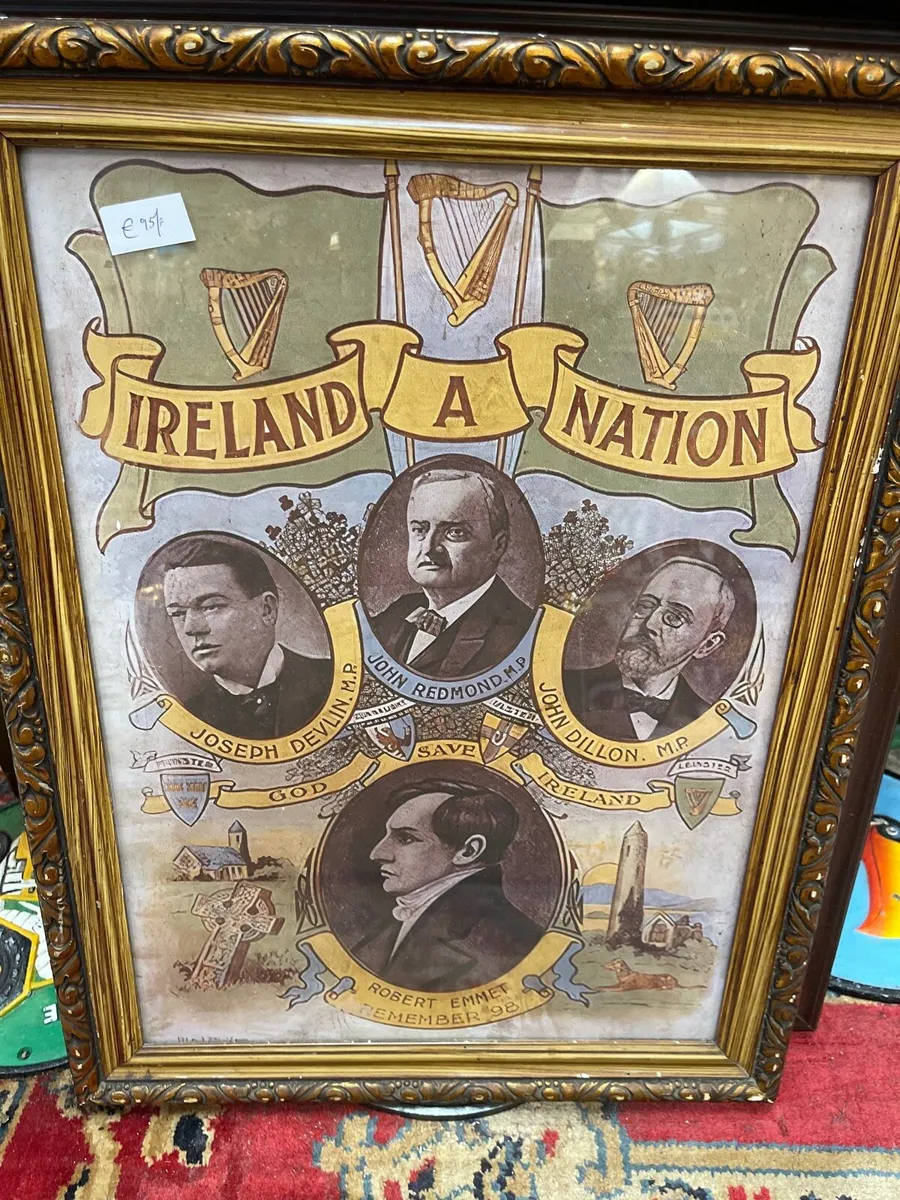 €95/-
IRELAND A NATION
JOHN REDMOND. M.P
JOSEPH DEVLIN. M.P.
JOHN DILLON. M.P.
CONNAUGHT
ULSTER
MUNSTER
LEINSTER
GOD SAVE IRELAND
ROBERT EMMET
REMEMBER '98